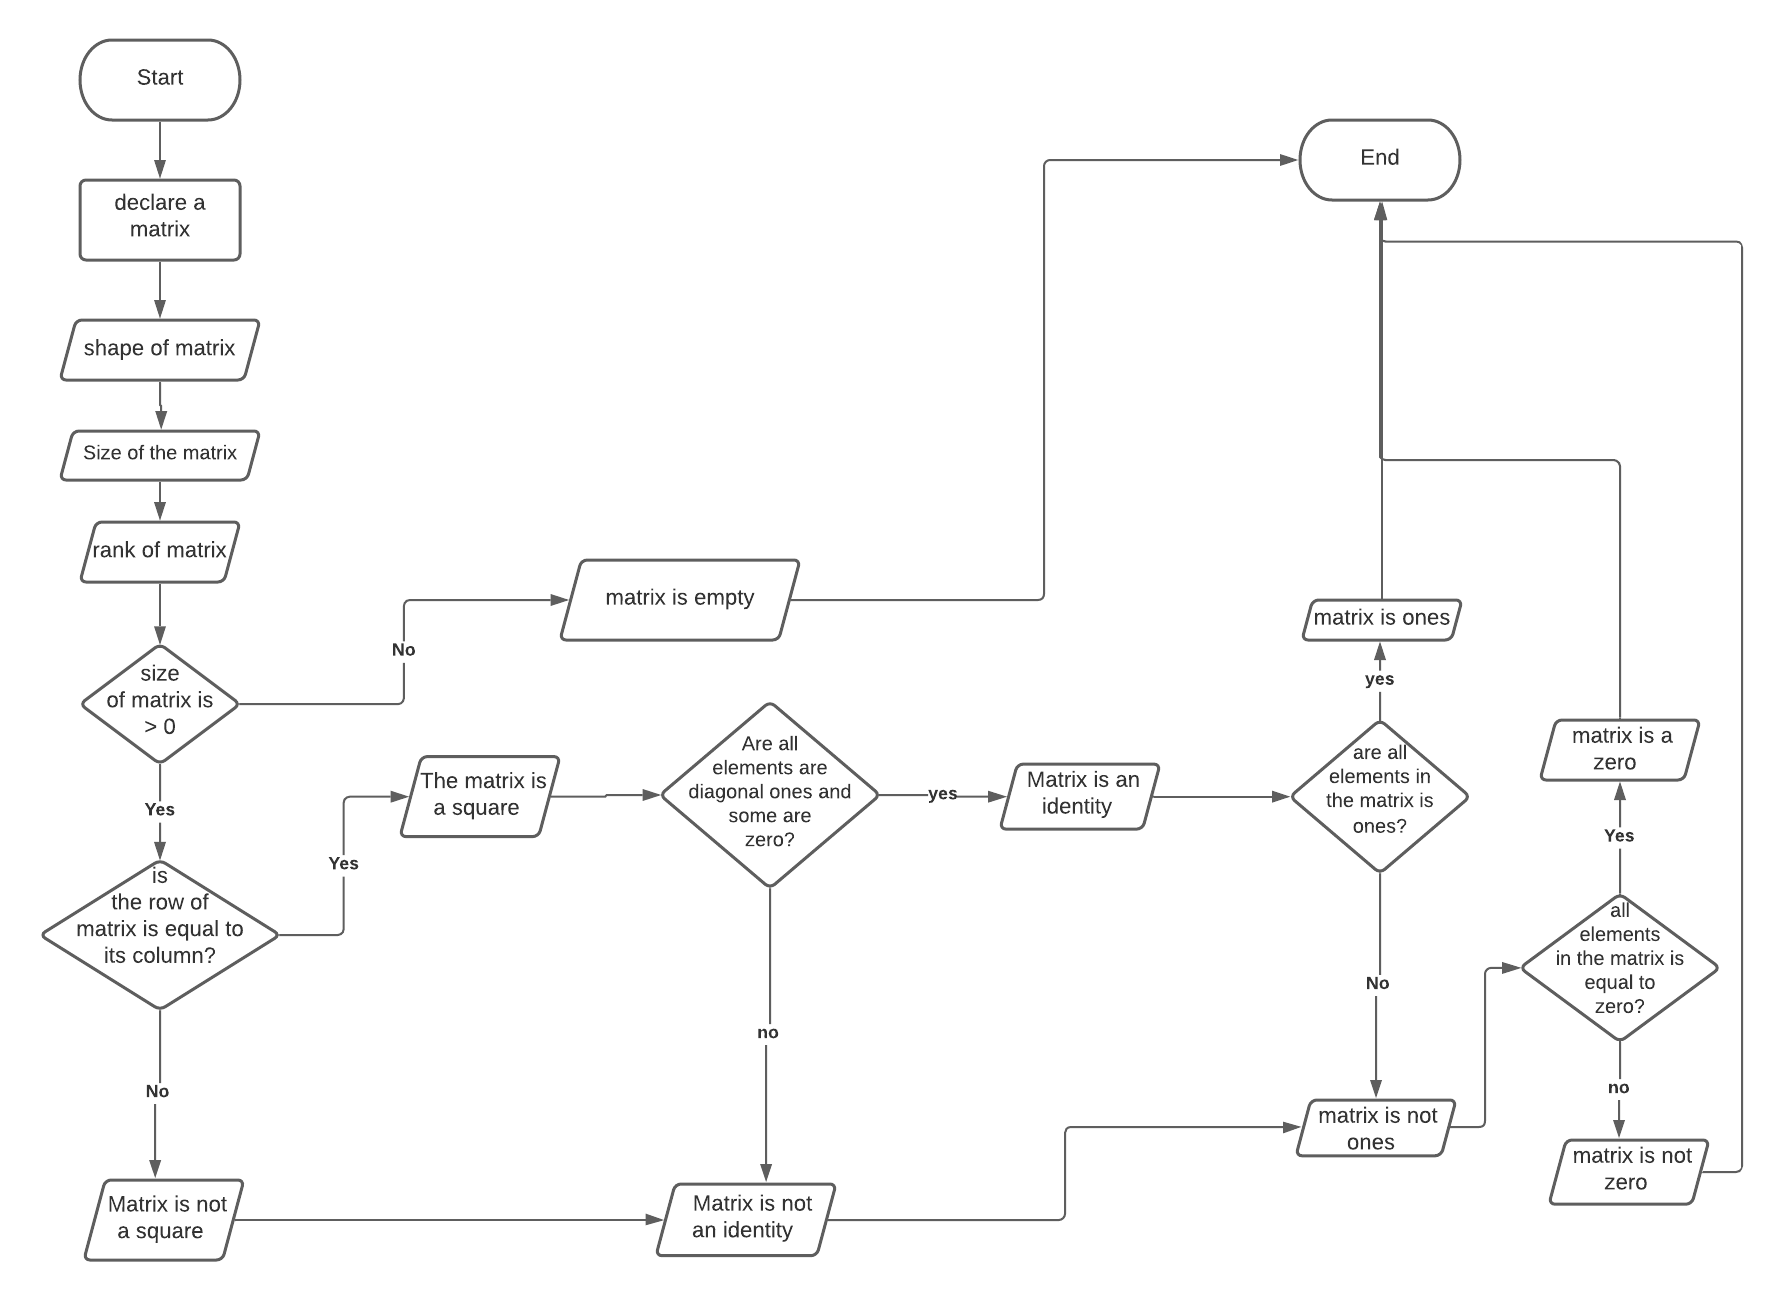 Start
declare a
matrix
shape of matrix
Size of the matrix
rank of matrix
size
of matrix is
> 0
No
matrix is empty
End
Yes
is
the row of
matrix is equal to
its column?
Yes
The matrix is
a square
Are all
elements are
diagonal ones and
some are
zero?
yes
Matrix is an
identity
are all
elements in
the matrix is
ones?
yes
matrix is ones
No
no
No
Matrix is not
a square
Matrix is not
an identity
matrix is not
ones
all
elements
in the matrix is
equal to
zero?
Yes
matrix is a
zero
no
matrix is not
zero